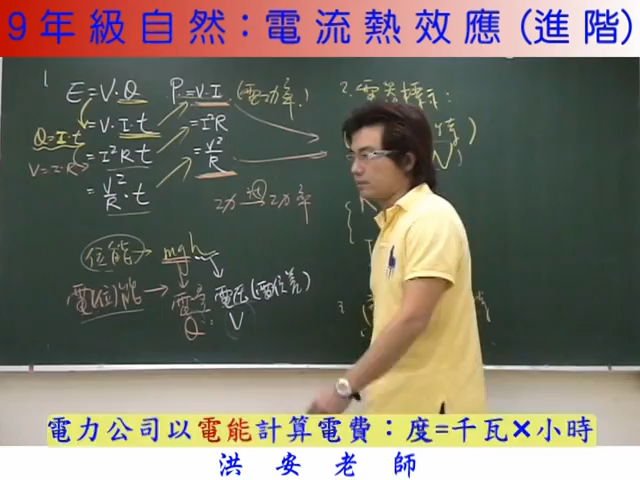 9年級自然：電流熱效應(進階)
1
E=V·Q
P=V·I (電功率)
2.電器標示:
Q=I·t
=V·I·t
=I²R
V=I·R
=I²Rt
=V²/R
=V²/R·t
位能→mgh
電(位)能→電量
電壓(電位差)
Q
V
電力公司以電能計算電費：度=千瓦×小時
洪安老師